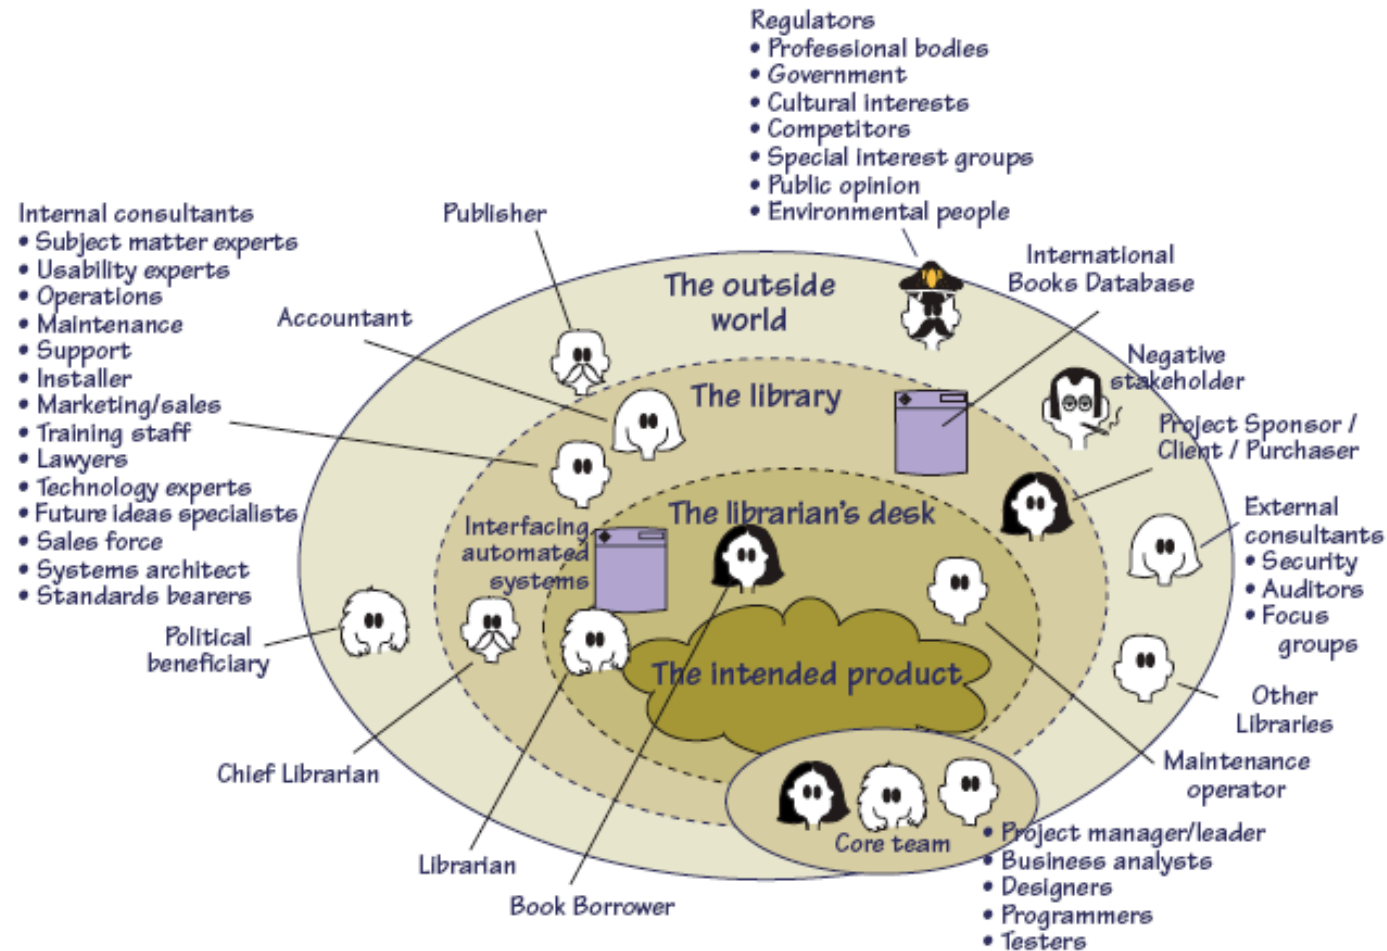 Regulators
• Professional bodies
• Government
• Cultural interests
• Competitors
• Special interest groups
• Public opinion
• Environmental people
Internal consultants
• Subject matter experts
• Usability experts
• Operations
• Maintenance
• Support
• Installer
• Marketing/sales
• Training staff
• Lawyers
• Technology experts
• Future ideas specialists
• Sales force
• Systems architect
• Standards bearers
Publisher
Accountant
International
Books Database
The outside
world
Negative
stakeholder
The library
Project Sponsor /
Client / Purchaser
The librarian's desk
Interfacing
automated
systems
External
consultants
• Security
• Auditors
• Focus
groups
Political
beneficiary
The intended product
Other
Libraries
Chief Librarian
Maintenance
operator
Core team
• Project manager/leader
• Business analysts
• Designers
• Programmers
• Testers
Librarian
Book Borrower